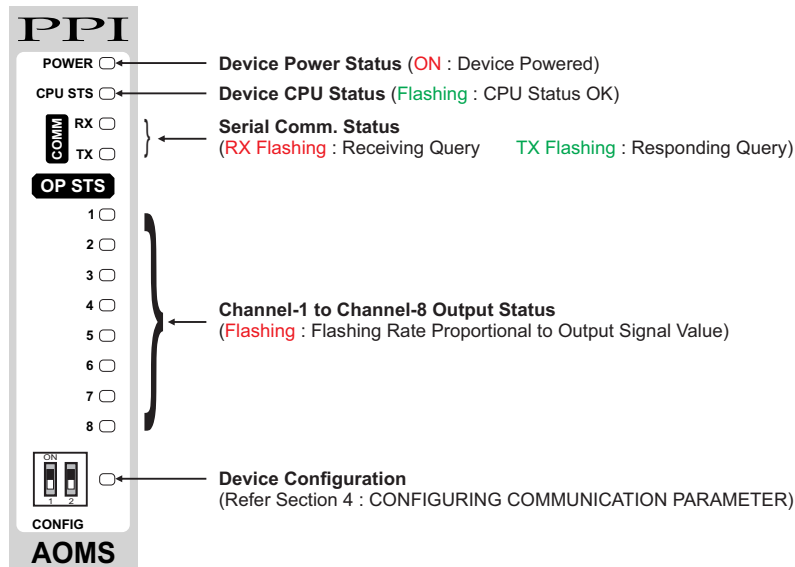 PPI
POWER Device Power Status (ON : Device Powered)
CPU STS Device CPU Status (Flashing : CPU Status OK)
COMM
RX
TX
Serial Comm. Status
(RX Flashing : Receiving Query TX Flashing : Responding Query)
OP STS
1
2
3
4
5
6
7
8
Channel-1 to Channel-8 Output Status
(Flashing : Flashing Rate Proportional to Output Signal Value)
ON
1 2
Device Configuration
(Refer Section 4 : CONFIGURING COMMUNICATION PARAMETER)
CONFIG
AOMS